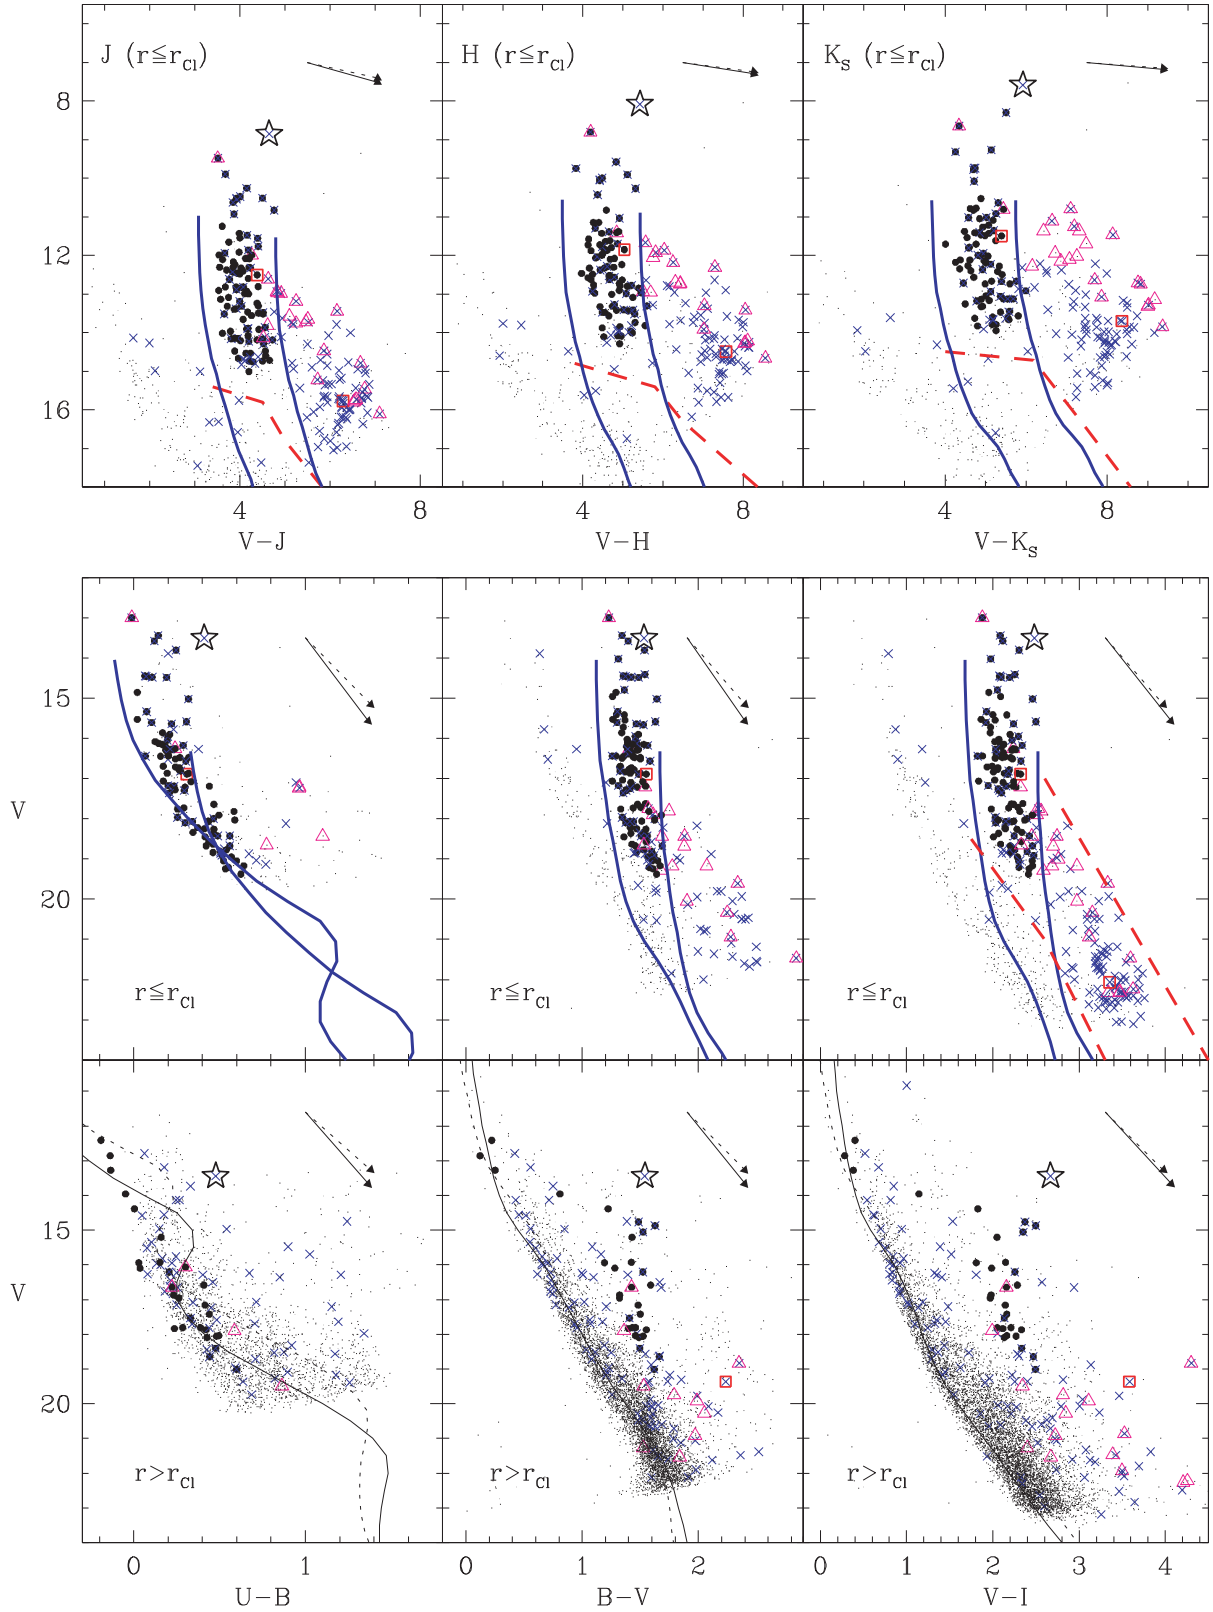 J (r≦r_Cl) H (r≦r_Cl) K_S (r≦r_Cl)
8
12
16
4 8 4 8 4 8
V−J V−H V−K_S
15
V
20
r≦r_Cl r≦r_Cl r≦r_Cl
15
V
20
r>r_Cl r>r_Cl r>r_Cl
0 1 0 1 2 0 1 2 3 4
U−B B−V V−I